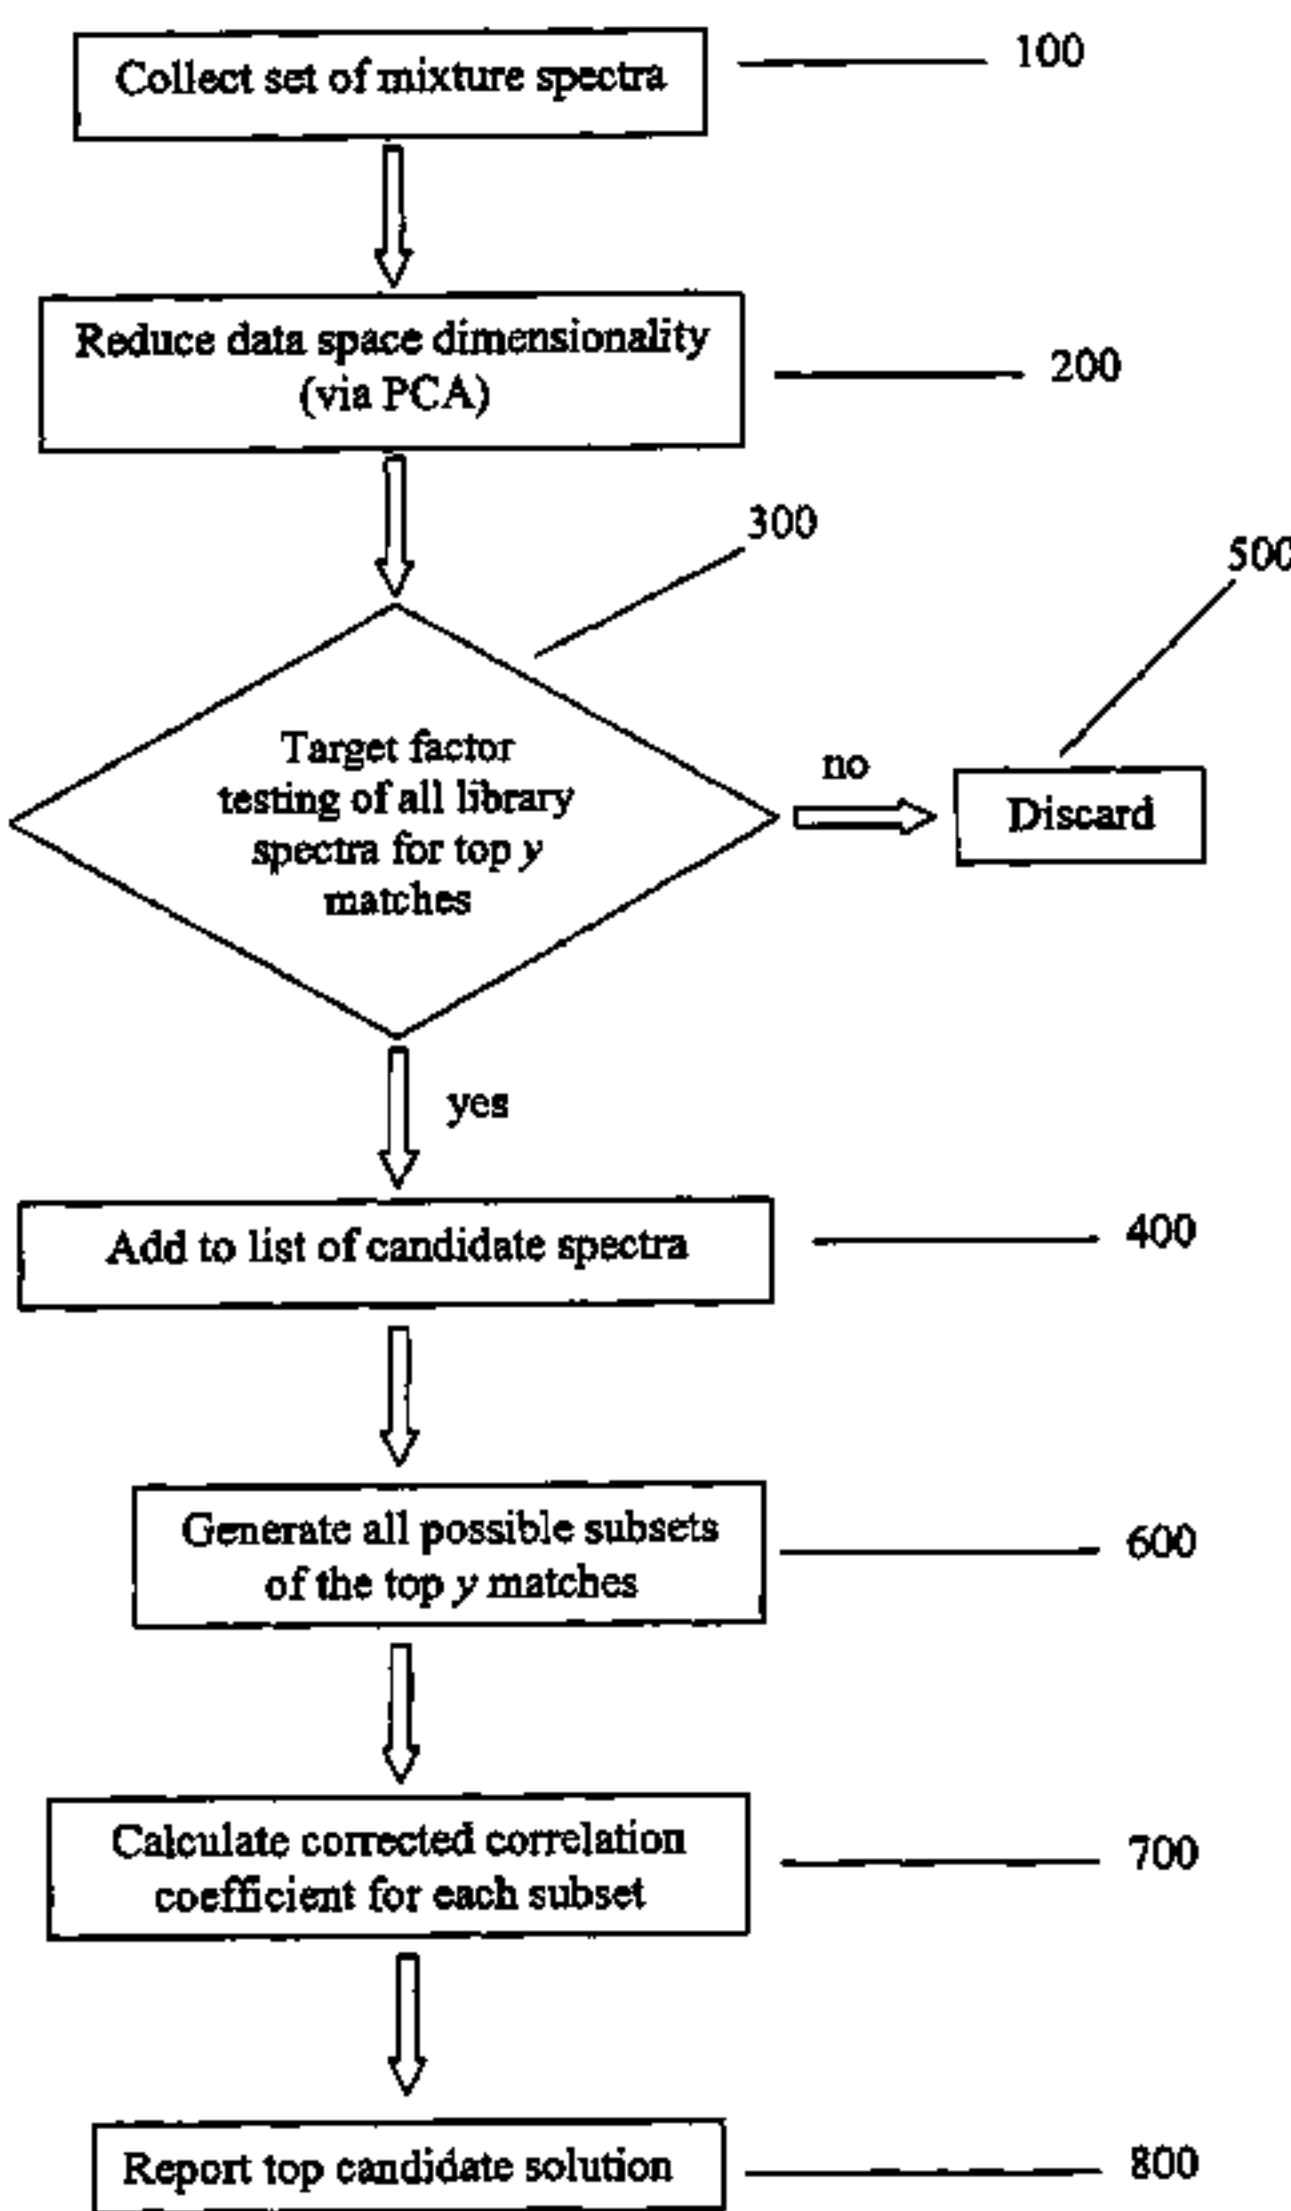 Collect set of mixture spectra
100
Reduce data space dimensionality
(via PCA)
200
300
500
Target factor
testing of all library
spectra for top y
matches
no
Discard
yes
Add to list of candidate spectra
400
Generate all possible subsets
of the top y matches
600
Calculate corrected correlation
coefficient for each subset
700
Report top candidate solution
800